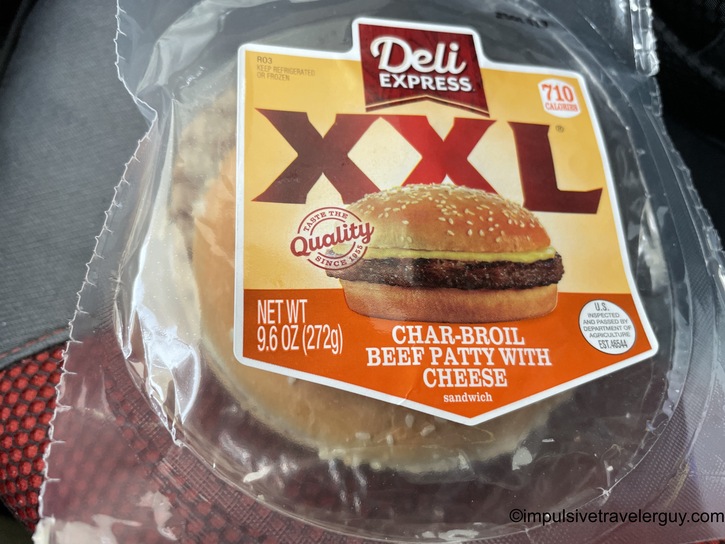 R03
KEEP REFRIGERATED
OR FROZEN
Deli
EXPRESS
710
CALORIES
XXL®
TASTE THE
Quality
SINCE 1955
NET WT
9.6 OZ (272g)
CHAR-BROIL
BEEF PATTY WITH
CHEESE
sandwich
U.S.
INSPECTED
AND PASSED BY
DEPARTMENT OF
AGRICULTURE
EST.46544
©impulsivetravelerguy.com